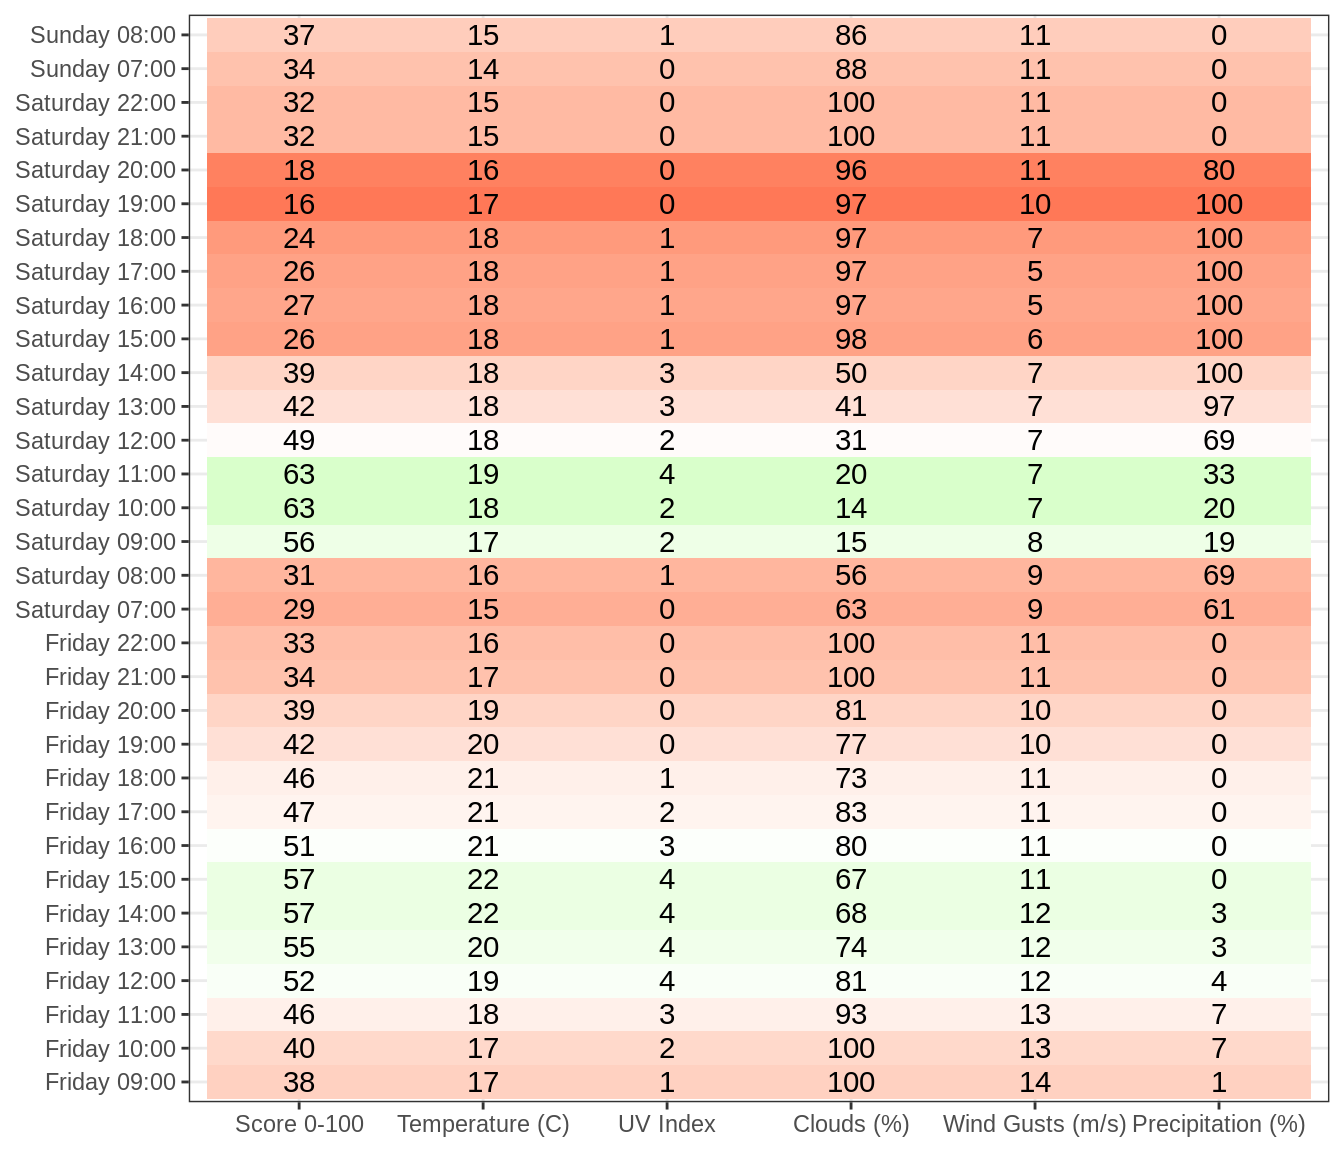 Sunday 08:00 37 15 1 86 11 0
Sunday 07:00 34 14 0 88 11 0
Saturday 22:00 32 15 0 100 11 0
Saturday 21:00 32 15 0 100 11 0
Saturday 20:00 18 16 0 96 11 80
Saturday 19:00 16 17 0 97 10 100
Saturday 18:00 24 18 1 97 7 100
Saturday 17:00 26 18 1 97 5 100
Saturday 16:00 27 18 1 97 5 100
Saturday 15:00 26 18 1 98 6 100
Saturday 14:00 39 18 3 50 7 100
Saturday 13:00 42 18 3 41 7 97
Saturday 12:00 49 18 2 31 7 69
Saturday 11:00 63 19 4 20 7 33
Saturday 10:00 63 18 2 14 7 20
Saturday 09:00 56 17 2 15 8 19
Saturday 08:00 31 16 1 56 9 69
Saturday 07:00 29 15 0 63 9 61
Friday 22:00 33 16 0 100 11 0
Friday 21:00 34 17 0 100 11 0
Friday 20:00 39 19 0 81 10 0
Friday 19:00 42 20 0 77 10 0
Friday 18:00 46 21 1 73 11 0
Friday 17:00 47 21 2 83 11 0
Friday 16:00 51 21 3 80 11 0
Friday 15:00 57 22 4 67 11 0
Friday 14:00 57 22 4 68 12 3
Friday 13:00 55 20 4 74 12 3
Friday 12:00 52 19 4 81 12 4
Friday 11:00 46 18 3 93 13 7
Friday 10:00 40 17 2 100 13 7
Friday 09:00 38 17 1 100 14 1
Score 0-100 Temperature (C) UV Index Clouds (%) Wind Gusts (m/s) Precipitation (%)